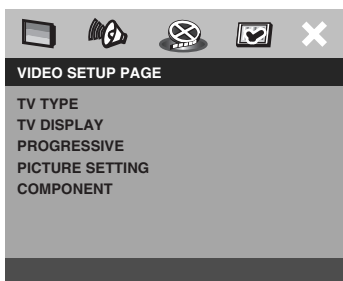 VIDEO SETUP PAGE
TV TYPE
TV DISPLAY
PROGRESSIVE
PICTURE SETTING
COMPONENT